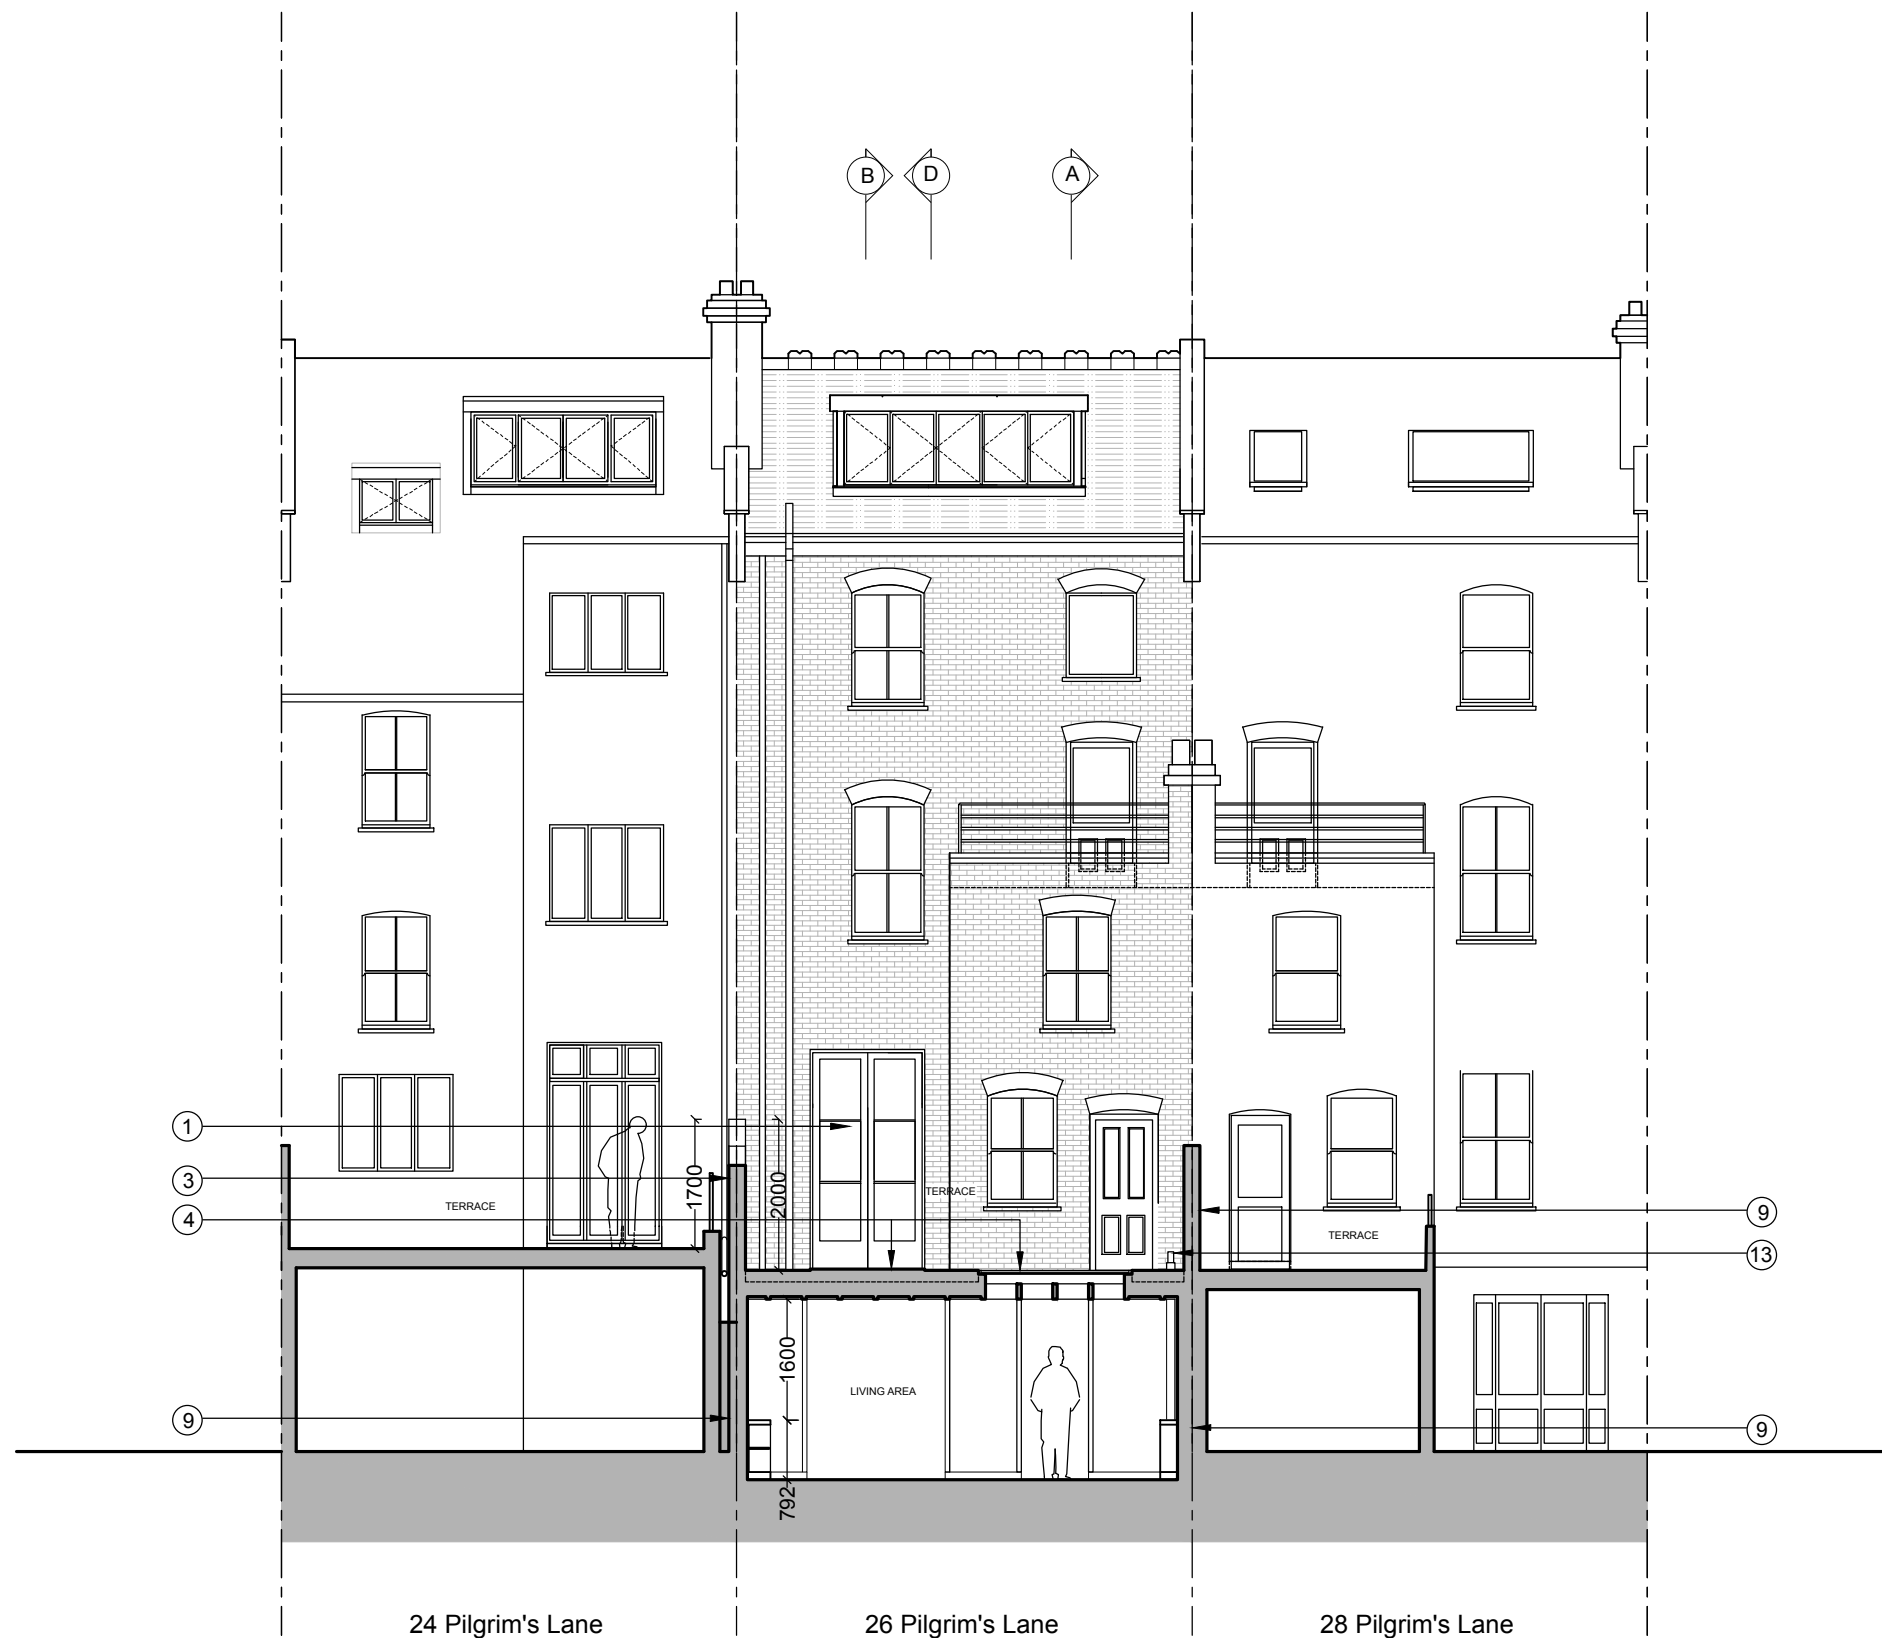 B
D
A
1
3
4
9
1700
2000
TERRACE
TERRACE
TERRACE
9
13
1600
LIVING AREA
792
9
24 Pilgrim's Lane
26 Pilgrim's Lane
28 Pilgrim's Lane